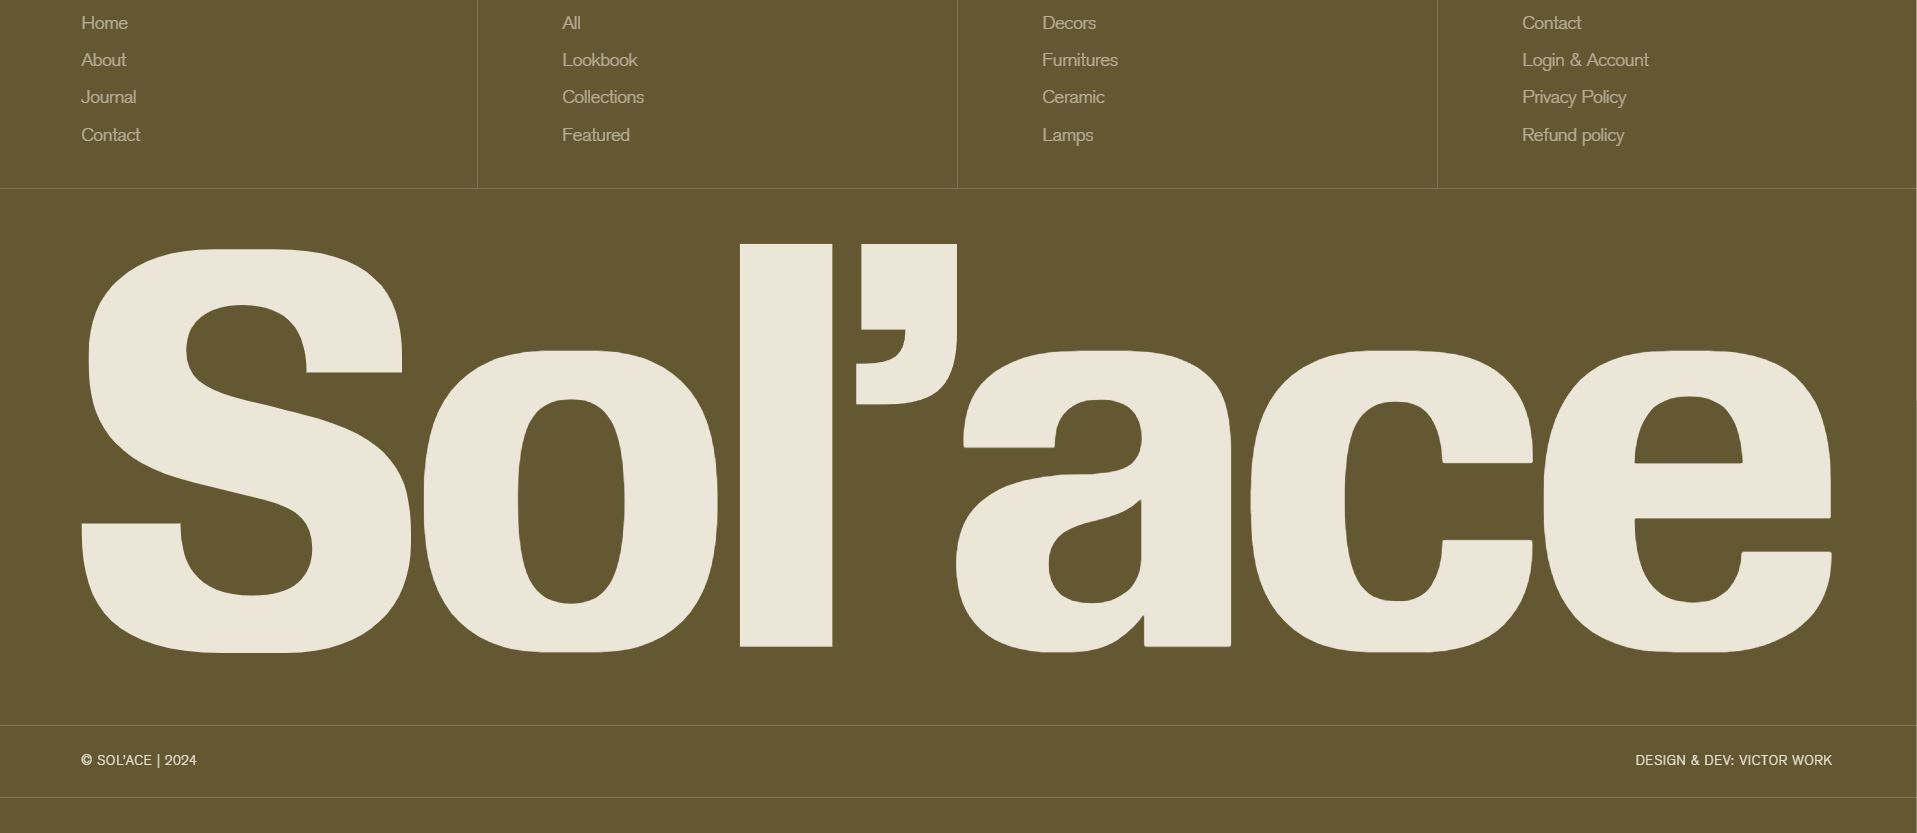 Home
About
Journal
Contact
All
Lookbook
Collections
Featured
Decors
Furnitures
Ceramic
Lamps
Contact
Login & Account
Privacy Policy
Refund policy
Sol’ace
© SOL’ACE | 2024
DESIGN & DEV: VICTOR WORK